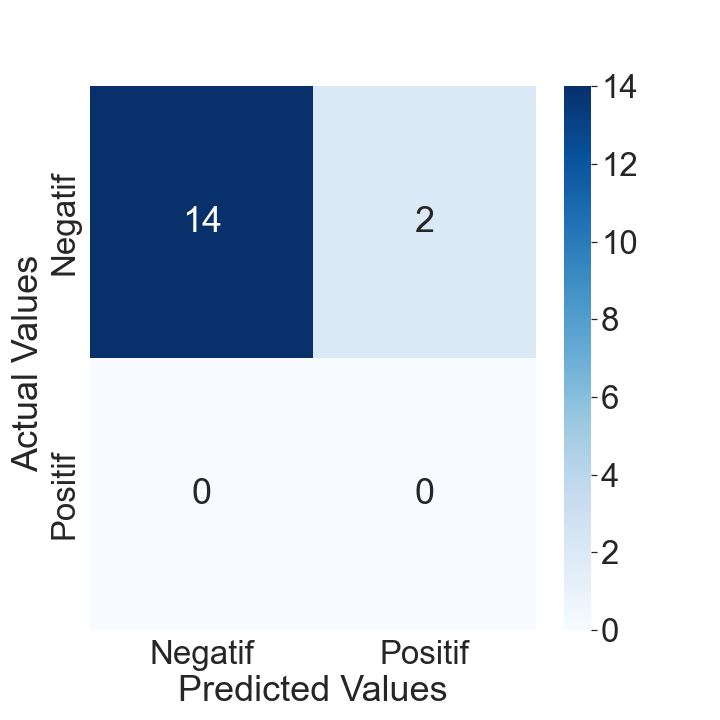 Actual Values
Negatif
Positif
14
2
0
0
Negatif
Positif
Predicted Values
14
12
10
8
6
4
2
0